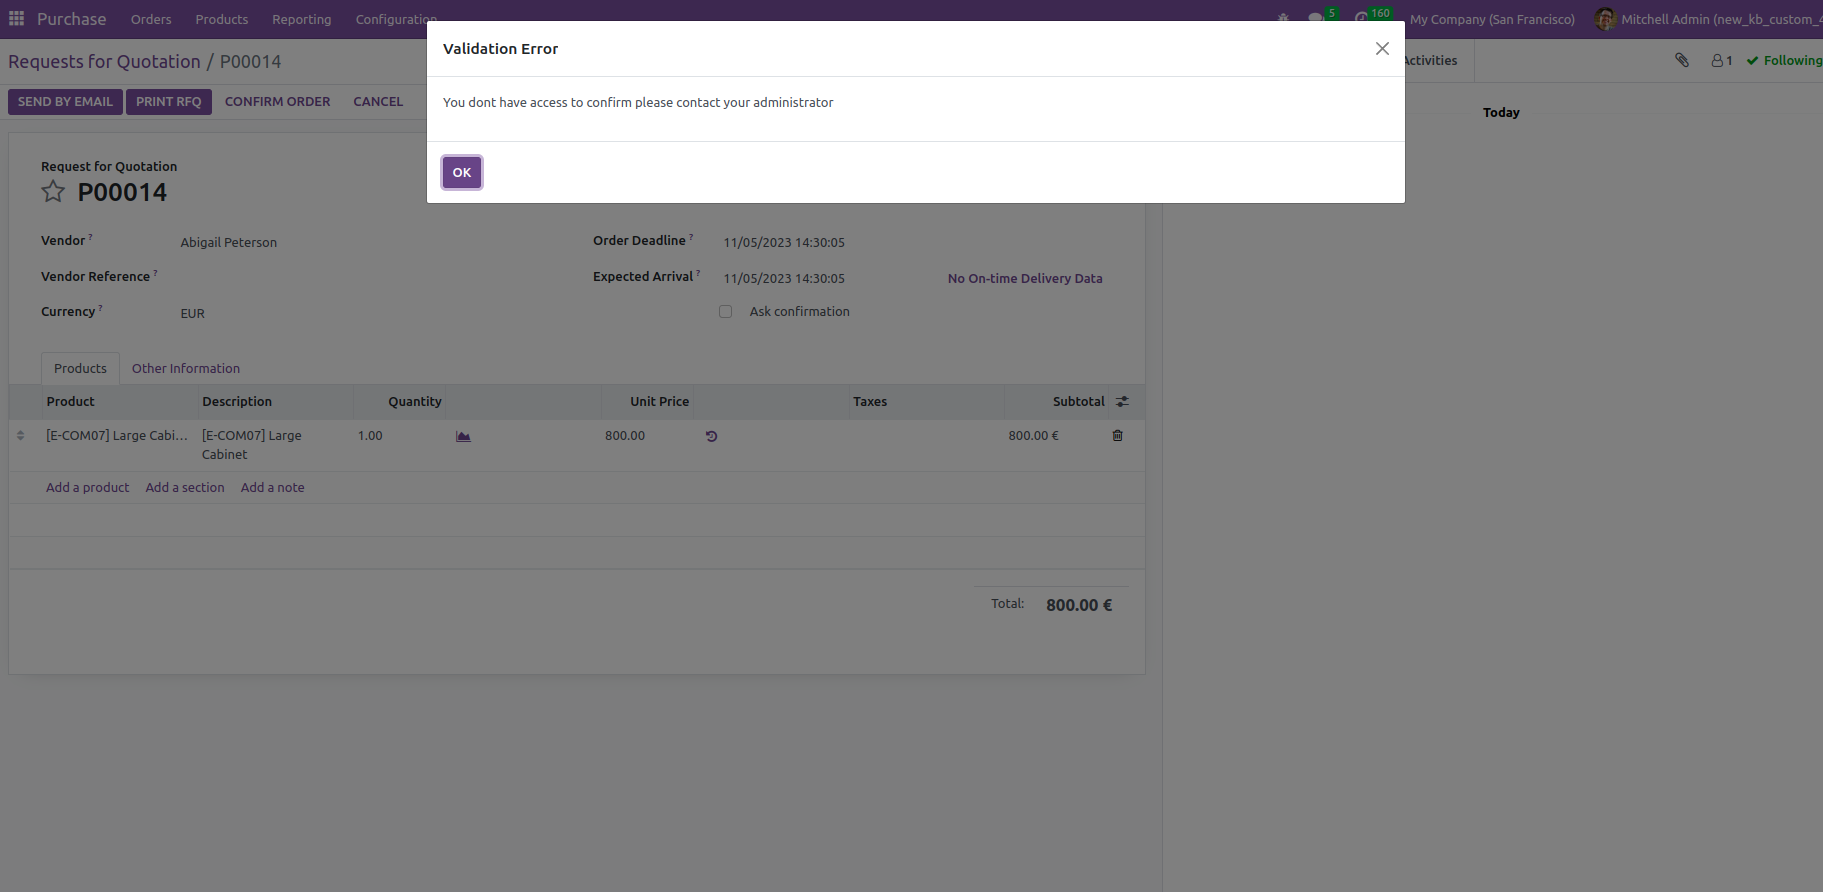 Purchase Orders Products Reporting Configuration 5 160 My Company (San Francisco) Mitchell Admin (new_kb_custom_4
Validation Error
Requests for Quotation / P00014
Activities 1 Following
SEND BY EMAIL PRINT RFQ CONFIRM ORDER CANCEL
You dont have access to confirm please contact your administrator
Today
OK
Request for Quotation
P00014
Vendor ? Abigail Peterson Order Deadline ? 11/05/2023 14:30:05
Vendor Reference ? Expected Arrival ? 11/05/2023 14:30:05 No On-time Delivery Data
Currency ? EUR Ask confirmation
Products Other Information
Product Description Quantity Unit Price Taxes Subtotal
[E-COM07] Large Cabi... [E-COM07] Large 1.00 800.00 800.00 €
Cabinet
Add a product Add a section Add a note
Total: 800.00 €